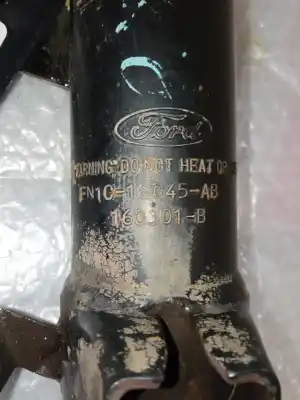 Ford
WARNING DO NOT HEAT OR
FN1C-18045-AB
160301-B